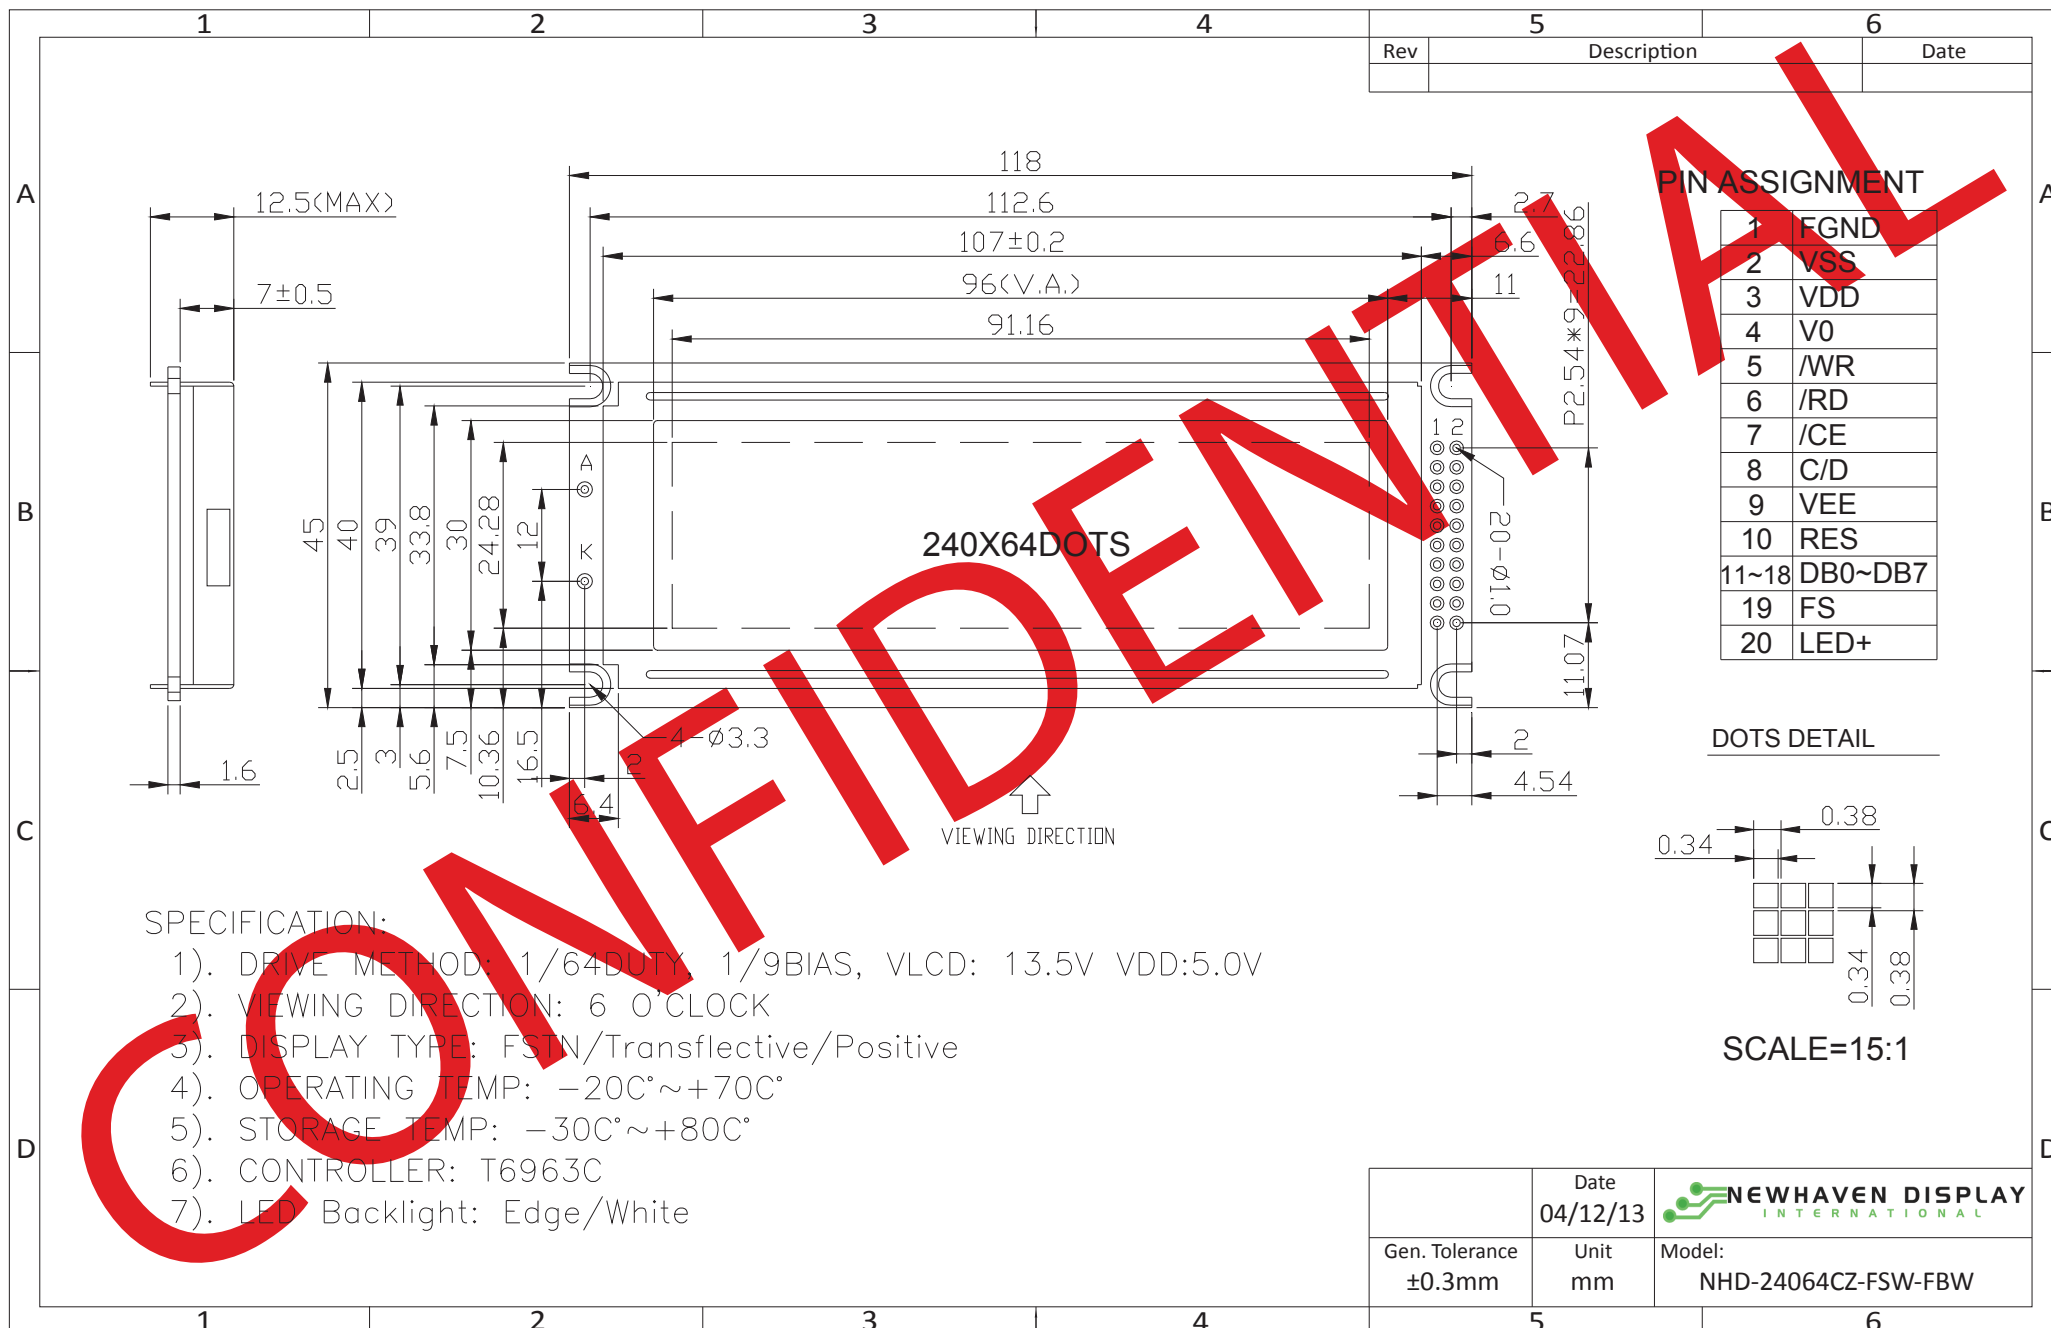 1 2 3 4 5 6
Rev Description Date
A A
B B
C C
D D
12.5(MAX)
7±0.5
1.6
118
112.6
2.7
107±0.2
6.6
96(V.A.)
11
91.16
P2.54*9=22.86
45
40
39
33.8
30
24.28
12
A
K
240X64DOTS
1 2
20-ø1.0
11.07
2.5
3
5.6
7.5
10.36
16.5
4-ø3.3
2
6.4
2
4.54
VIEWING DIRECTION
PIN ASSIGNMENT
1 FGND
2 VSS
3 VDD
4 V0
5 /WR
6 /RD
7 /CE
8 C/D
9 VEE
10 RES
11~18 DB0~DB7
19 FS
20 LED+
DOTS DETAIL
0.38
0.34
0.34
0.38
SCALE=15:1
SPECIFICATION:
1). DRIVE METHOD: 1/64DUTY, 1/9BIAS, VLCD: 13.5V VDD:5.0V
2). VIEWING DIRECTION: 6 O'CLOCK
3). DISPLAY TYPE: FSTN/Transflective/Positive
4). OPERATING TEMP: -20C°~+70C°
5). STORAGE TEMP: -30C°~+80C°
6). CONTROLLER: T6963C
7). LED Backlight: Edge/White
CONFIDENTIAL
Date
04/12/13
NEWHAVEN DISPLAY
INTERNATIONAL
Gen. Tolerance
±0.3mm
Unit
mm
Model:
NHD-24064CZ-FSW-FBW
1 2 3 4 5 6